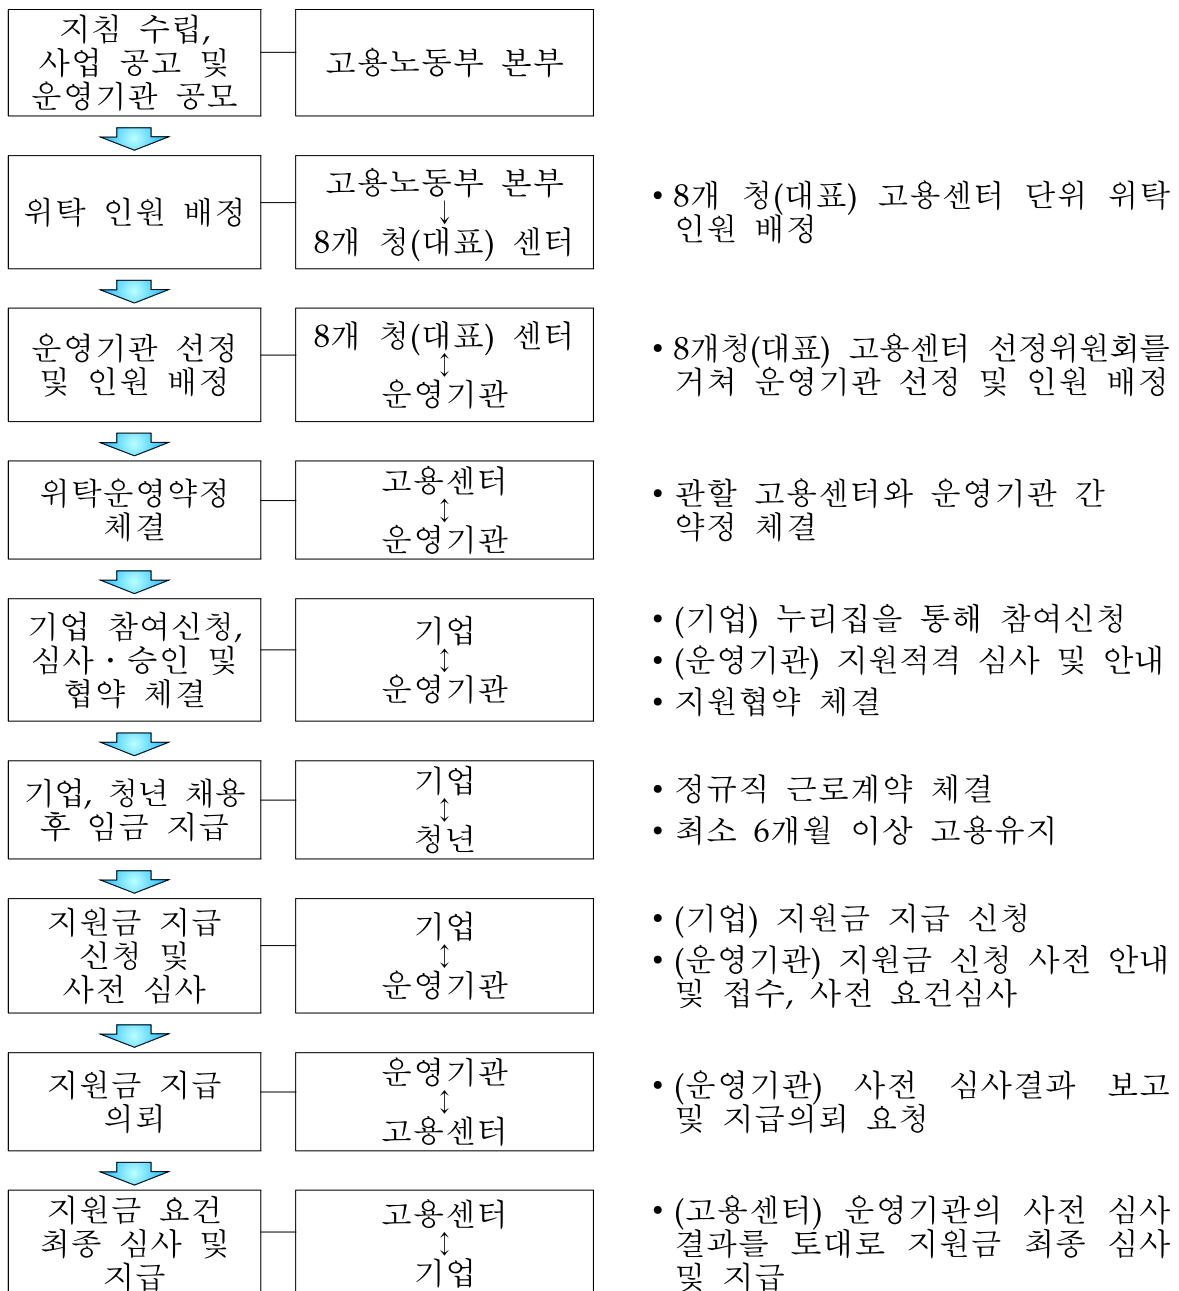 지침 수립,
사업 공고 및
운영기관 공모
고용노동부 본부
위탁 인원 배정
고용노동부 본부
↓
8개 청(대표) 센터
• 8개 청(대표) 고용센터 단위 위탁
인원 배정
운영기관 선정
및 인원 배정
8개 청(대표) 센터
↕
운영기관
• 8개청(대표) 고용센터 선정위원회를
거쳐 운영기관 선정 및 인원 배정
위탁운영약정
체결
고용센터
↕
운영기관
• 관할 고용센터와 운영기관 간
약정 체결
기업 참여신청,
심사·승인 및
협약 체결
기업
↕
운영기관
• (기업) 누리집을 통해 참여신청
• (운영기관) 지원적격 심사 및 안내
• 지원협약 체결
기업, 청년 채용
후 임금 지급
기업
↕
청년
• 정규직 근로계약 체결
• 최소 6개월 이상 고용유지
지원금 지급
신청 및
사전 심사
기업
↕
운영기관
• (기업) 지원금 지급 신청
• (운영기관) 지원금 신청 사전 안내
및 접수, 사전 요건심사
지원금 지급
의뢰
운영기관
↕
고용센터
• (운영기관) 사전 심사결과 보고
및 지급의뢰 요청
지원금 요건
최종 심사 및
지급
고용센터
↕
기업
• (고용센터) 운영기관의 사전 심사
결과를 토대로 지원금 최종 심사
및 지급